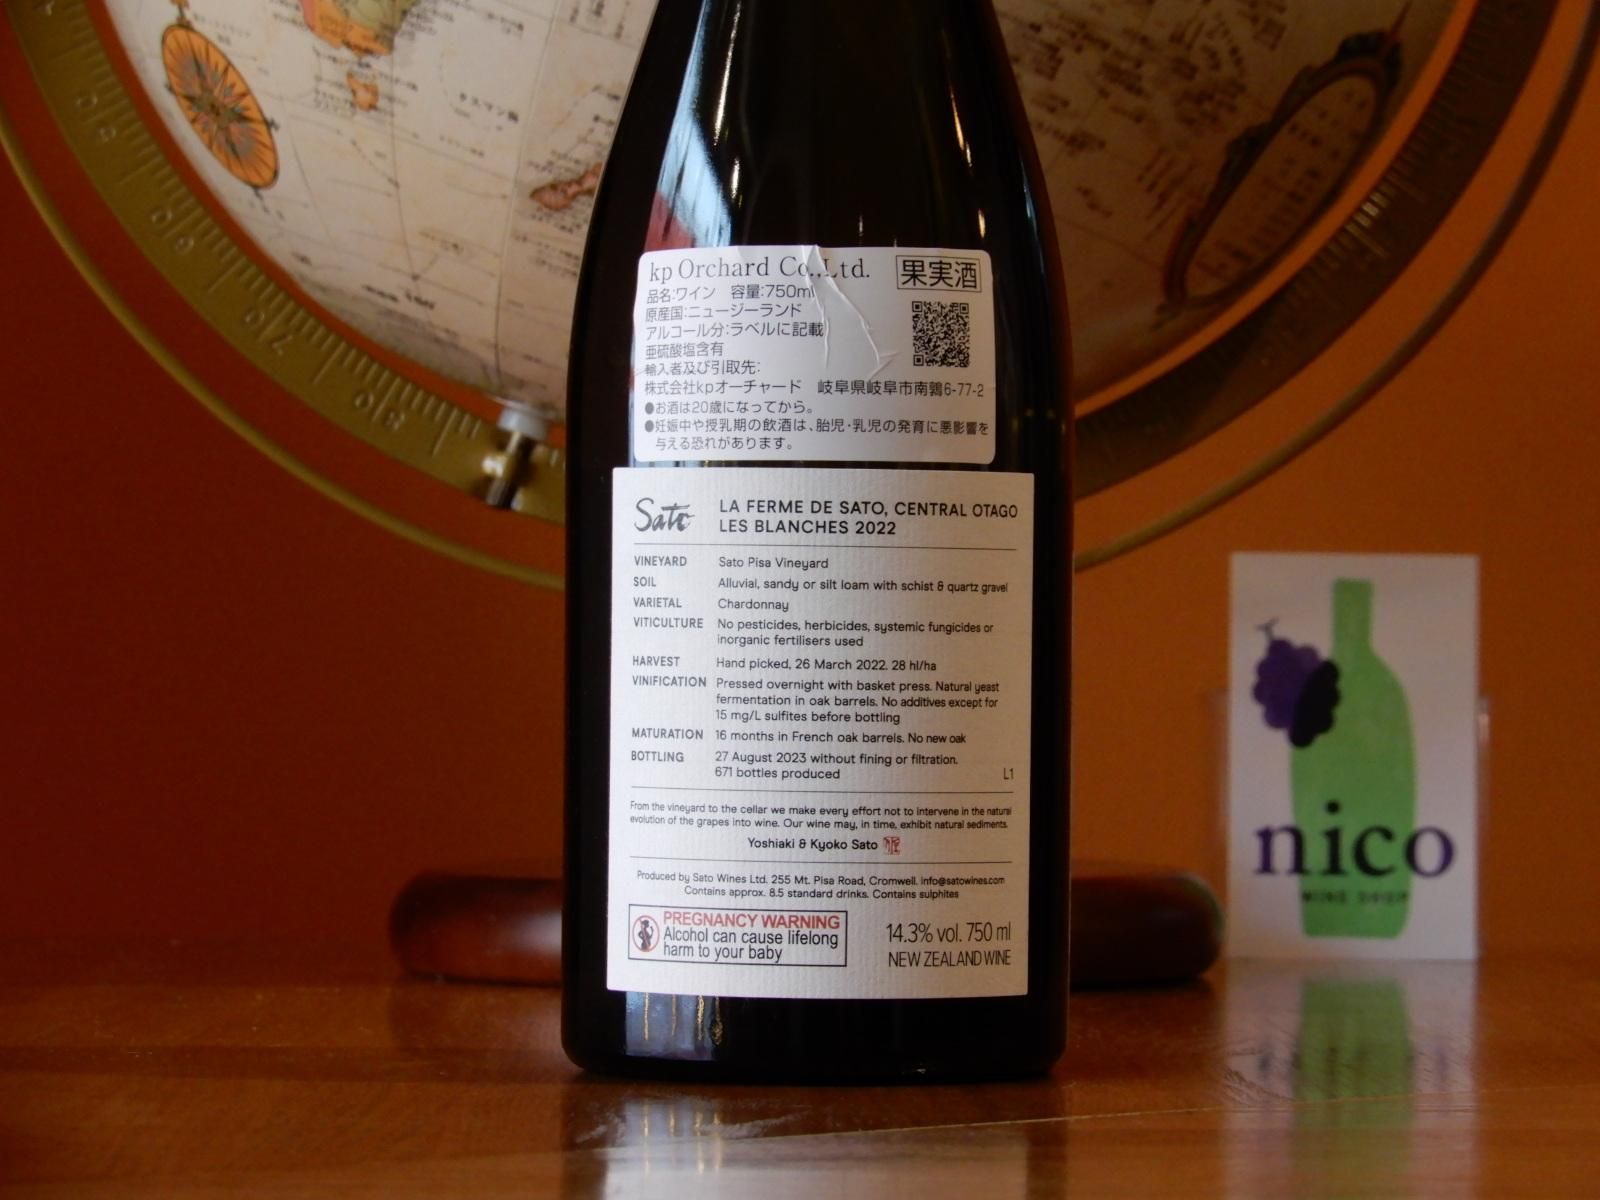 kp Orchard Co.,Ltd.
果実酒
品名:ワイン 容量:750ml
原産国:ニュージーランド
アルコール分:ラベルに記載
亜硫酸塩含有
輸入者及び引取先:
株式会社kpオーチャード 岐阜県岐阜市南鶉6-77-2
●お酒は20歳になってから。
●妊娠中や授乳期の飲酒は、胎児・乳児の発育に悪影響を
与える恐れがあります。
Sato
LA FERME DE SATO, CENTRAL OTAGO
LES BLANCHES 2022
VINEYARD Sato Pisa Vineyard
SOIL Alluvial, sandy or silt loam with schist & quartz gravel
VARIETAL Chardonnay
VITICULTURE No pesticides, herbicides, systemic fungicides or
inorganic fertilisers used
HARVEST Hand picked, 26 March 2022. 28 hl/ha
VINIFICATION Pressed overnight with basket press. Natural yeast
fermentation in oak barrels. No additives except for
15 mg/L sulfites before bottling
MATURATION 16 months in French oak barrels. No new oak
BOTTLING 27 August 2023 without fining or filtration.
671 bottles produced L1
From the vineyard to the cellar we make every effort not to intervene in the natural
evolution of the grapes into wine. Our wine may, in time, exhibit natural sediments.
Yoshiaki & Kyoko Sato
Produced by Sato Wines Ltd. 255 Mt. Pisa Road, Cromwell. info@satowines.com
Contains approx. 8.5 standard drinks. Contains sulphites
PREGNANCY WARNING
Alcohol can cause lifelong
harm to your baby
14.3% vol. 750 ml
NEW ZEALAND WINE
nico
WINE SHOP